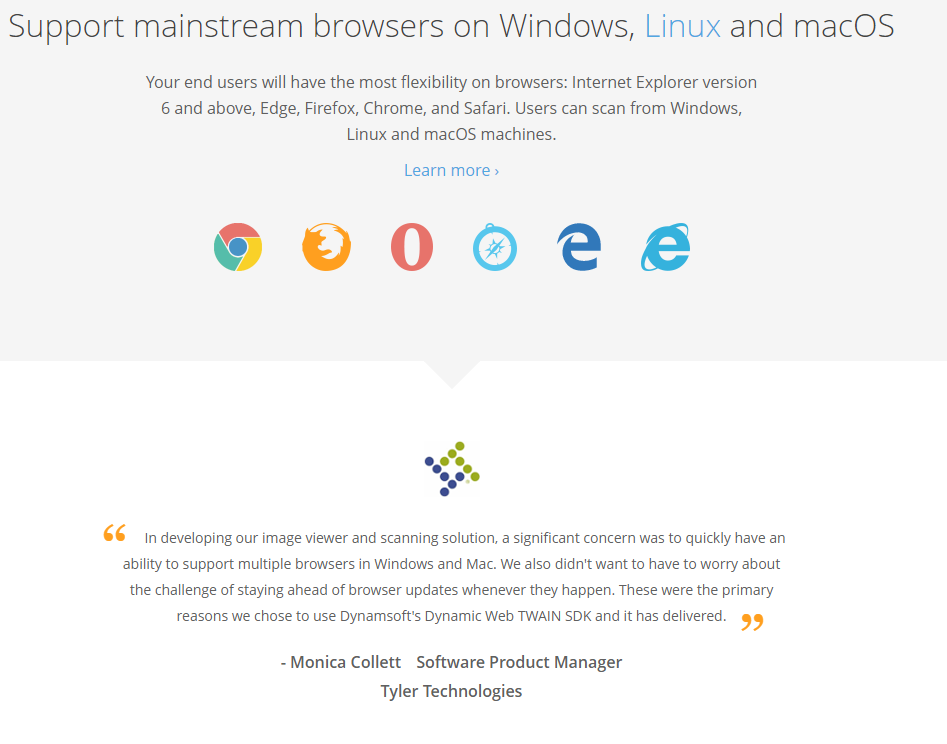 Support mainstream browsers on Windows, Linux and macOS
Your end users will have the most flexibility on browsers: Internet Explorer version
6 and above, Edge, Firefox, Chrome, and Safari. Users can scan from Windows,
Linux and macOS machines.
Learn more ›
“ In developing our image viewer and scanning solution, a significant concern was to quickly have an
ability to support multiple browsers in Windows and Mac. We also didn't want to have to worry about
the challenge of staying ahead of browser updates whenever they happen. These were the primary
reasons we chose to use Dynamsoft's Dynamic Web TWAIN SDK and it has delivered. ”
- Monica Collett Software Product Manager
Tyler Technologies